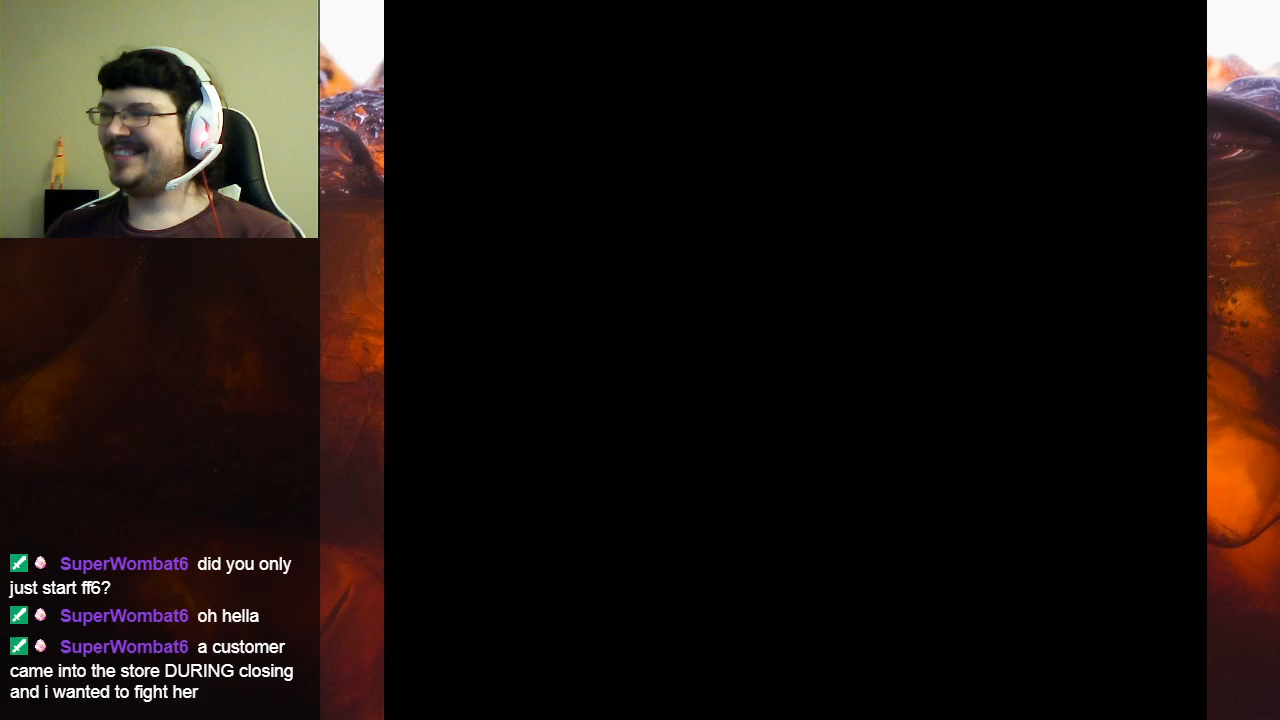 SuperWombat6 did you only
just start ff6?
SuperWombat6 oh hella
SuperWombat6 a customer
came into the store DURING closing
and i wanted to fight her